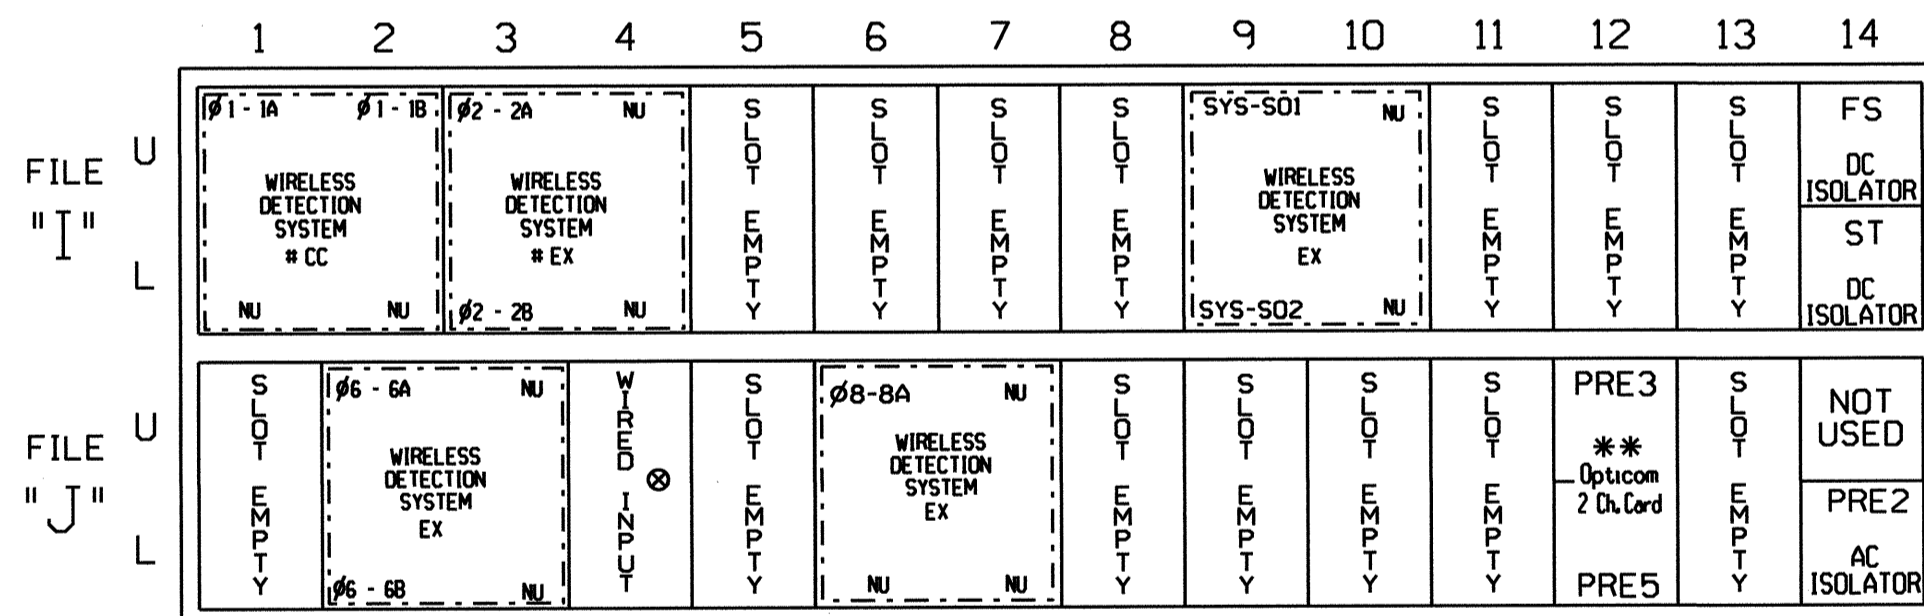 1 2 3 4 5 6 7 8 9 10 11 12 13 14
FILE "I"
U
L
Ø1 - 1A Ø1 - 1B
WIRELESS
DETECTION
SYSTEM
# CC
NU NU
Ø2 - 2A NU
WIRELESS
DETECTION
SYSTEM
# EX
Ø2 - 2B NU
SLOT EMPTY
SLOT EMPTY
SLOT EMPTY
SLOT EMPTY
SYS-S01 NU
WIRELESS
DETECTION
SYSTEM
EX
SYS-S02 NU
SLOT EMPTY
SLOT EMPTY
SLOT EMPTY
FS
DC
ISOLATOR
ST
DC
ISOLATOR
FILE "J"
U
L
SLOT EMPTY
Ø6 - 6A NU
WIRELESS
DETECTION
SYSTEM
EX
Ø6 - 6B NU
WIRED INPUT ⊗
SLOT EMPTY
Ø8-8A NU
WIRELESS
DETECTION
SYSTEM
EX
NU NU
SLOT EMPTY
SLOT EMPTY
SLOT EMPTY
SLOT EMPTY
PRE3
**
Opticom
2 Ch. Card
PRE5
SLOT EMPTY
NOT
USED
PRE2
AC
ISOLATOR